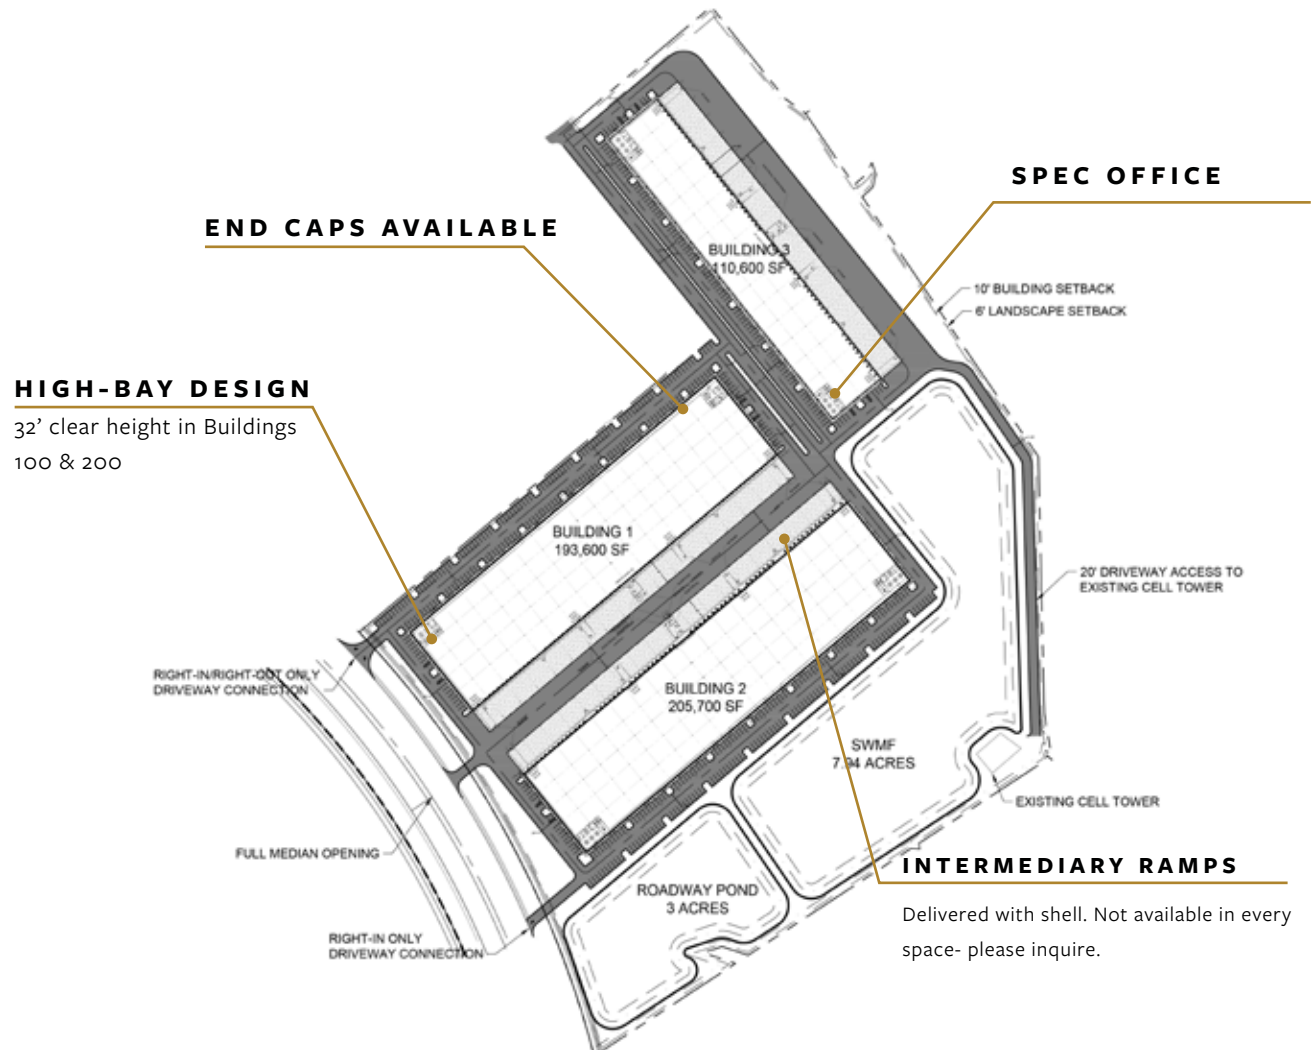 SPEC OFFICE
END CAPS AVAILABLE
BUILDING 3
110,600 SF
10' BUILDING SETBACK
6' LANDSCAPE SETBACK
HIGH-BAY DESIGN
32' clear height in Buildings
100 & 200
BUILDING 1
193,600 SF
20' DRIVEWAY ACCESS TO
EXISTING CELL TOWER
RIGHT-IN/RIGHT-OUT ONLY
DRIVEWAY CONNECTION
BUILDING 2
205,700 SF
SWMF
7.94 ACRES
EXISTING CELL TOWER
FULL MEDIAN OPENING
INTERMEDIARY RAMPS
Delivered with shell. Not available in every
space- please inquire.
ROADWAY POND
3 ACRES
RIGHT-IN ONLY
DRIVEWAY CONNECTION